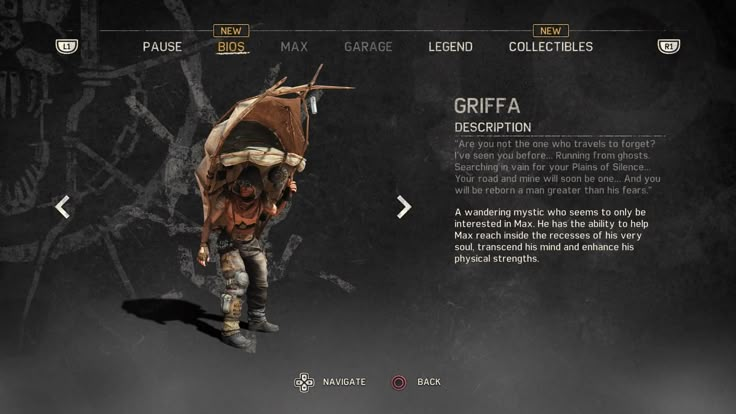 NEW
NEW
L1
PAUSE
BIOS
MAX
GARAGE
LEGEND
COLLECTIBLES
R1
GRIFFA
DESCRIPTION
"Are you not the one who travels to forget?
I've seen you before... Running from ghosts.
Searching in vain for your Plains of Silence...
Your road and mine will soon be one... And you
will be reborn a man greater than his fears."
A wandering mystic who seems to only be
interested in Max. He has the ability to help
Max reach inside the recesses of his very
soul, transcend his mind and enhance his
physical strengths.
NAVIGATE
BACK